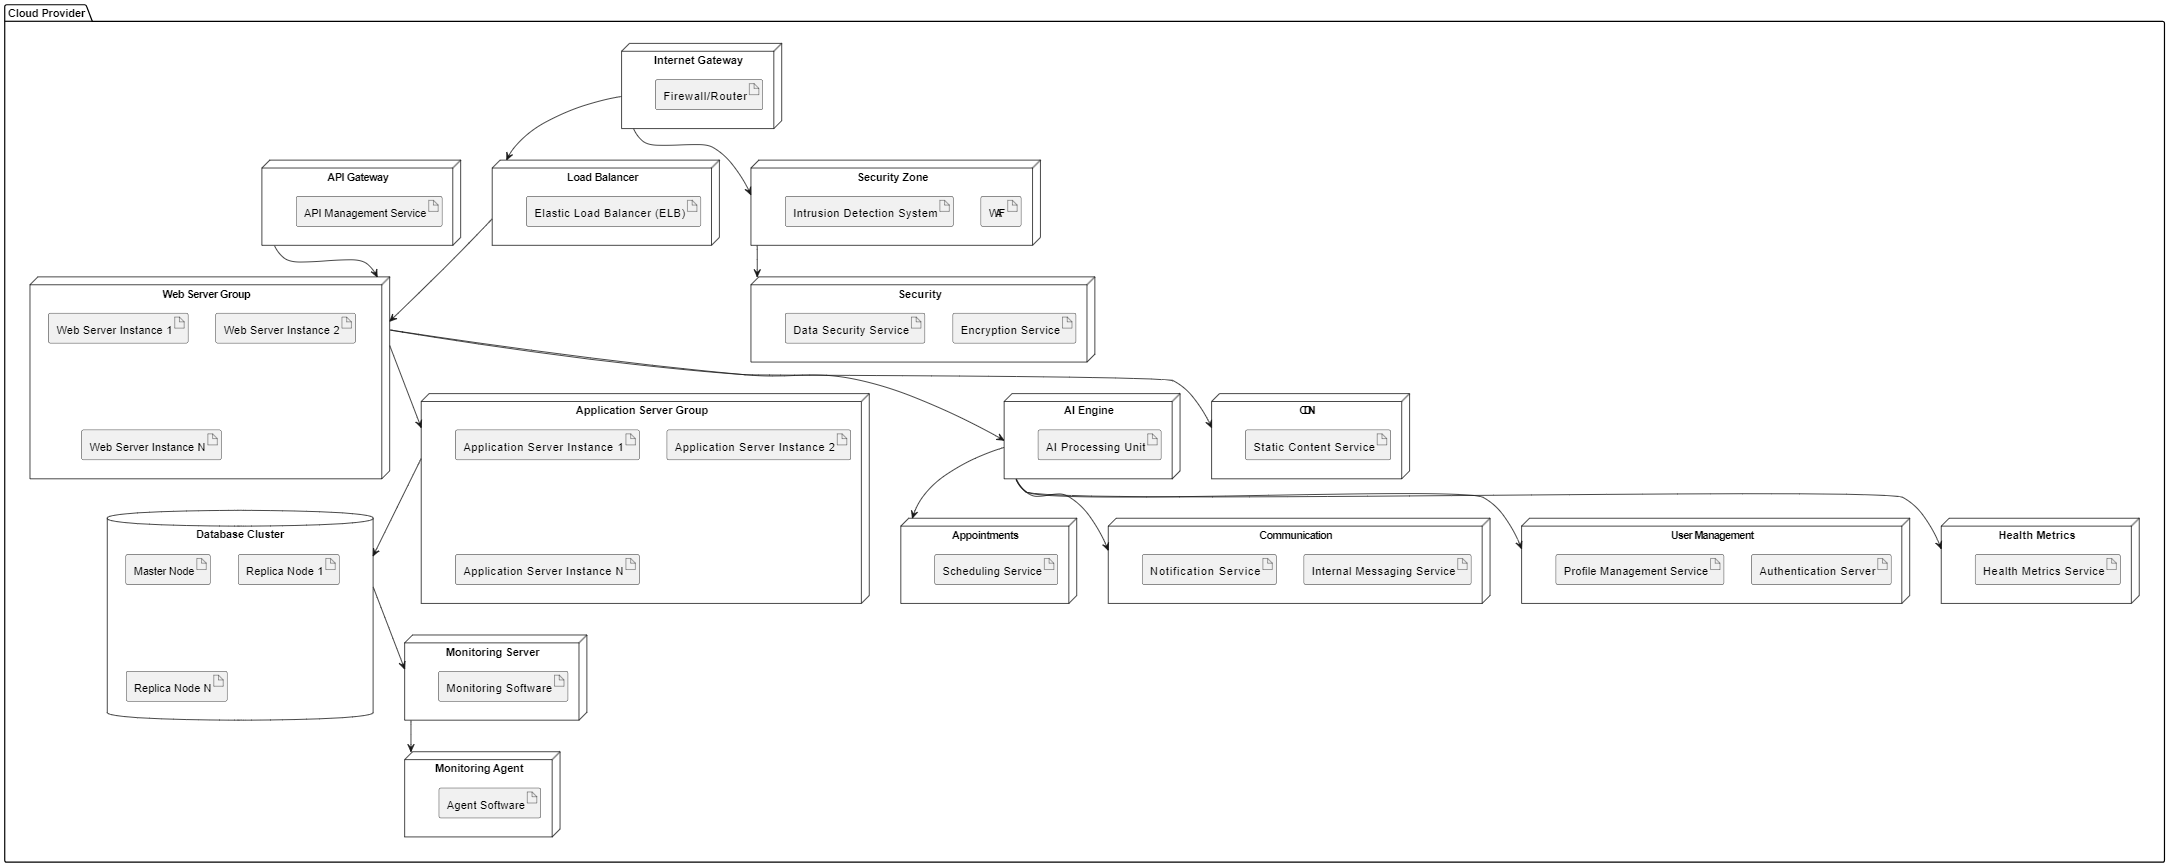 Cloud Provider
Internet Gateway
Firewall/Router
API Gateway
API Management Service
Load Balancer
Elastic Load Balancer (ELB)
Security Zone
Intrusion Detection System
WAF
Web Server Group
Web Server Instance 1
Web Server Instance 2
Web Server Instance N
Security
Data Security Service
Encryption Service
Application Server Group
Application Server Instance 1
Application Server Instance 2
Application Server Instance N
AI Engine
AI Processing Unit
CDN
Static Content Service
Database Cluster
Master Node
Replica Node 1
Replica Node N
Appointments
Scheduling Service
Communication
Notification Service
Internal Messaging Service
User Management
Profile Management Service
Authentication Server
Health Metrics
Health Metrics Service
Monitoring Server
Monitoring Software
Monitoring Agent
Agent Software